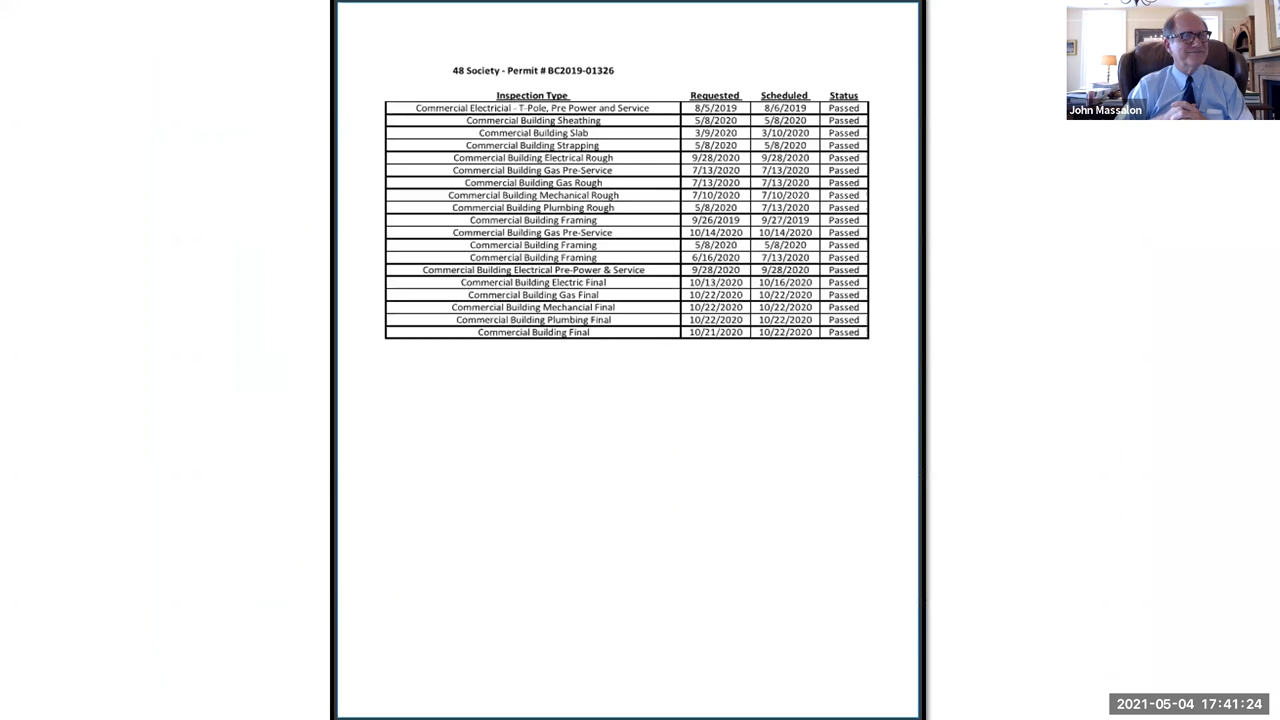 48 Society - Permit # BC2019-01326
Inspection Type Requested Scheduled Status
Commercial Electricial - T-Pole, Pre Power and Service 8/5/2019 8/6/2019 Passed
Commercial Building Sheathing 5/8/2020 5/8/2020 Passed
Commercial Building Slab 3/9/2020 3/10/2020 Passed
Commercial Building Strapping 5/8/2020 5/8/2020 Passed
Commercial Building Electrical Rough 9/28/2020 9/28/2020 Passed
Commercial Building Gas Pre-Service 7/13/2020 7/13/2020 Passed
Commercial Building Gas Rough 7/13/2020 7/13/2020 Passed
Commercial Building Mechanical Rough 7/10/2020 7/10/2020 Passed
Commercial Building Plumbing Rough 5/8/2020 7/13/2020 Passed
Commercial Building Framing 9/26/2019 9/27/2019 Passed
Commercial Building Gas Pre-Service 10/14/2020 10/14/2020 Passed
Commercial Building Framing 5/8/2020 5/8/2020 Passed
Commercial Building Framing 6/16/2020 7/13/2020 Passed
Commercial Building Electrical Pre-Power & Service 9/28/2020 9/28/2020 Passed
Commercial Building Electric Final 10/13/2020 10/16/2020 Passed
Commercial Building Gas Final 10/22/2020 10/22/2020 Passed
Commercial Building Mechancial Final 10/22/2020 10/22/2020 Passed
Commercial Building Plumbing Final 10/22/2020 10/22/2020 Passed
Commercial Building Final 10/21/2020 10/22/2020 Passed
John Massalon
2021-05-04 17:41:24